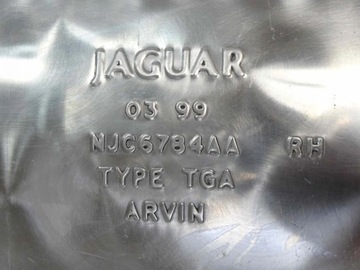 JAGUAR
03 99
NJC6784AA RH
TYPE TGA
ARVIN